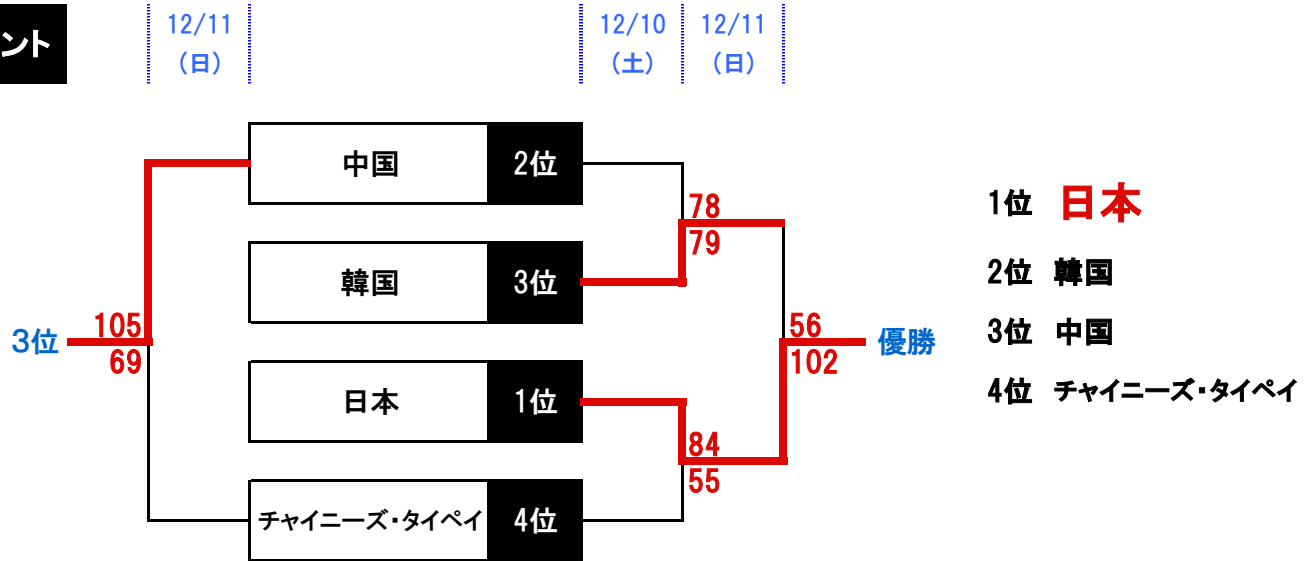 ント
12/11
(日)
12/10
(土)
12/11
(日)
中国 2位
韓国 3位
日本 1位
チャイニーズ・タイペイ 4位
3位
105
69
78
79
84
55
56
102
優勝
1位 日本
2位 韓国
3位 中国
4位 チャイニーズ・タイペイ